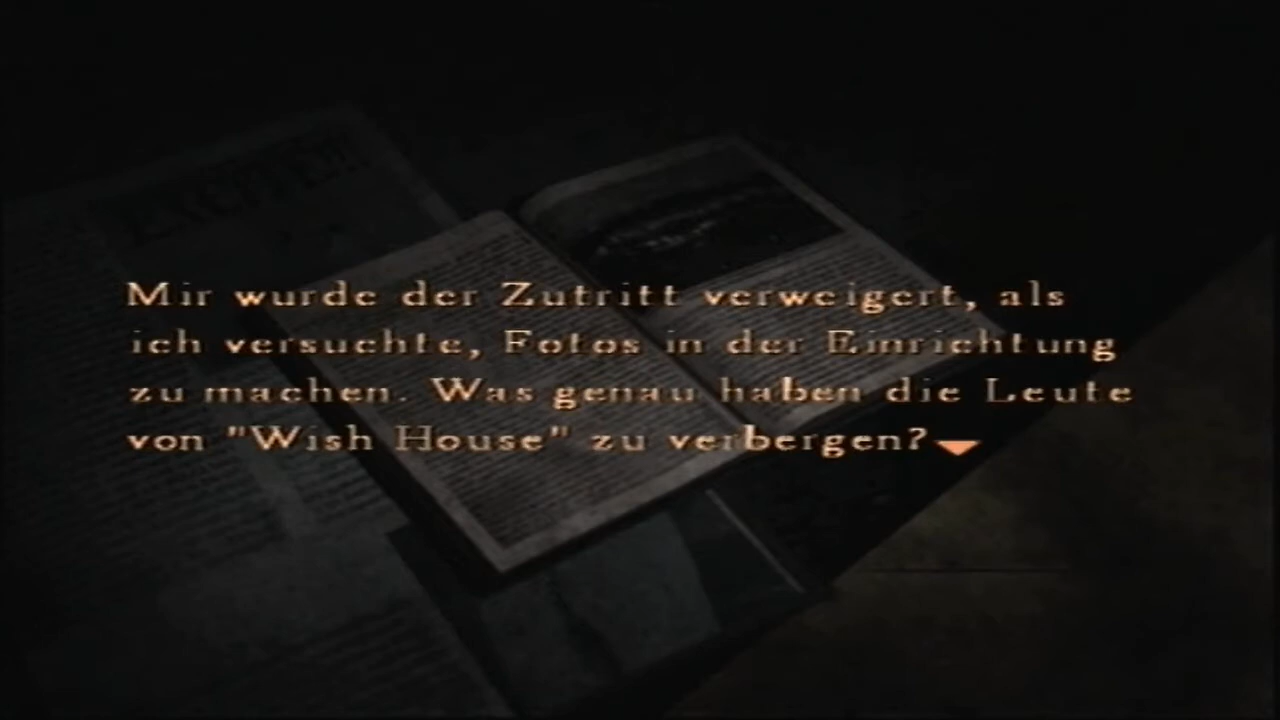 Mir wurde der Zutritt verweigert, als
ich versuchte, Fotos in der Einrichtung
zu machen. Was genau haben die Leute
von "Wish House" zu verbergen?